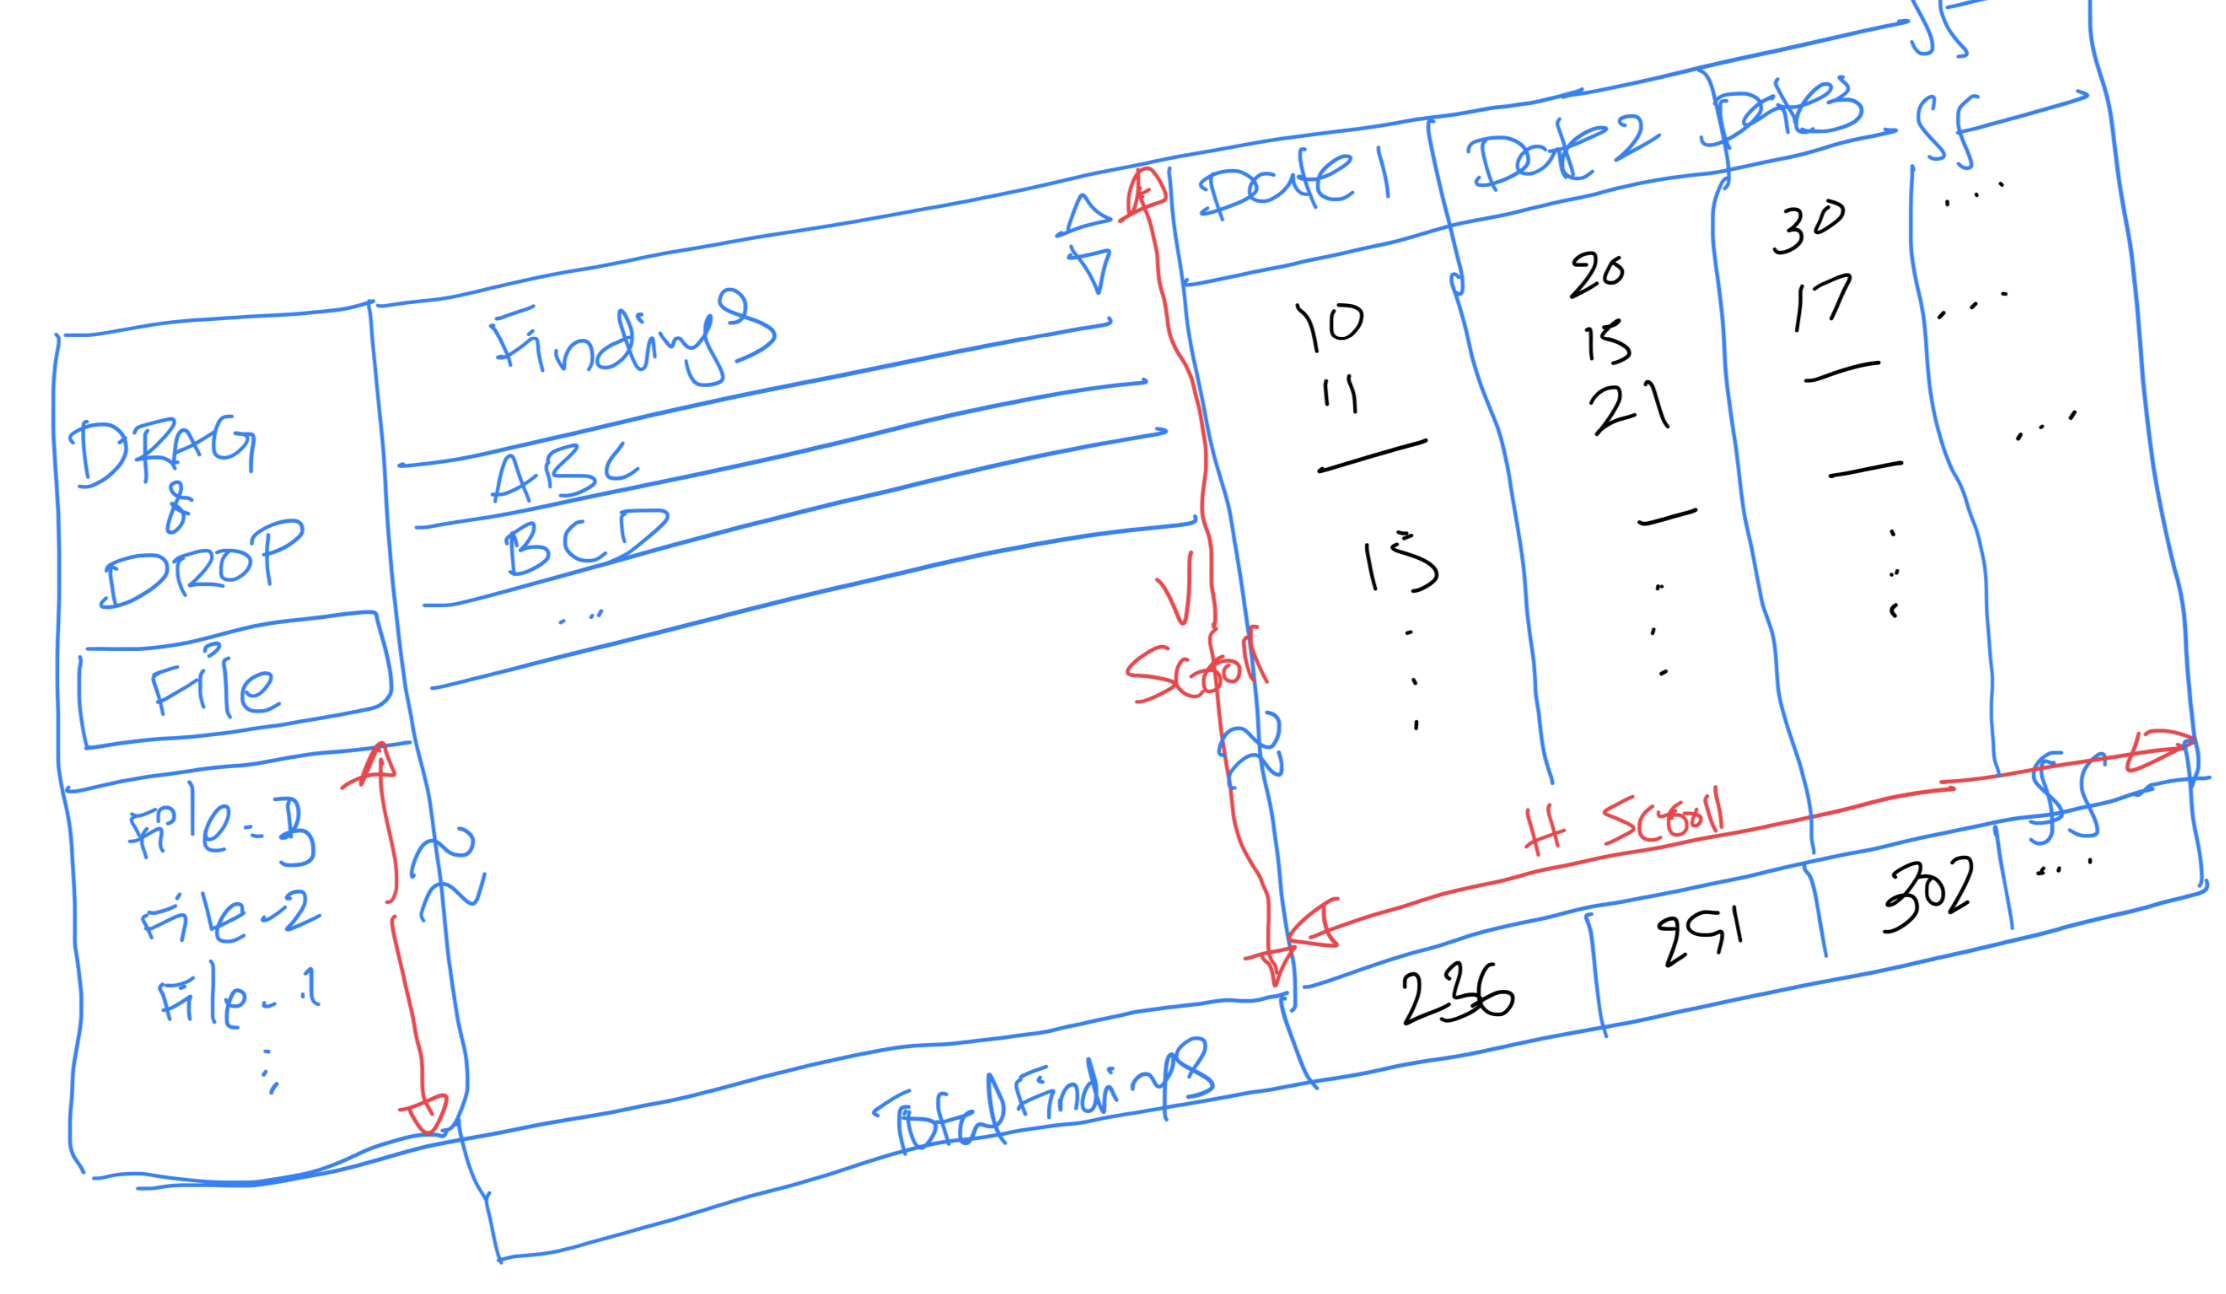 DRAG
&
DROP
File
File-3
File-2
File-1
Findings
ABC
BCD
...
V
Scroll
Date 1
Date 2
Date 3
...
10
20
30
11
15
17
...
—
21
—
15
—
—
...
H Scroll
Total Findings
236
291
302
...